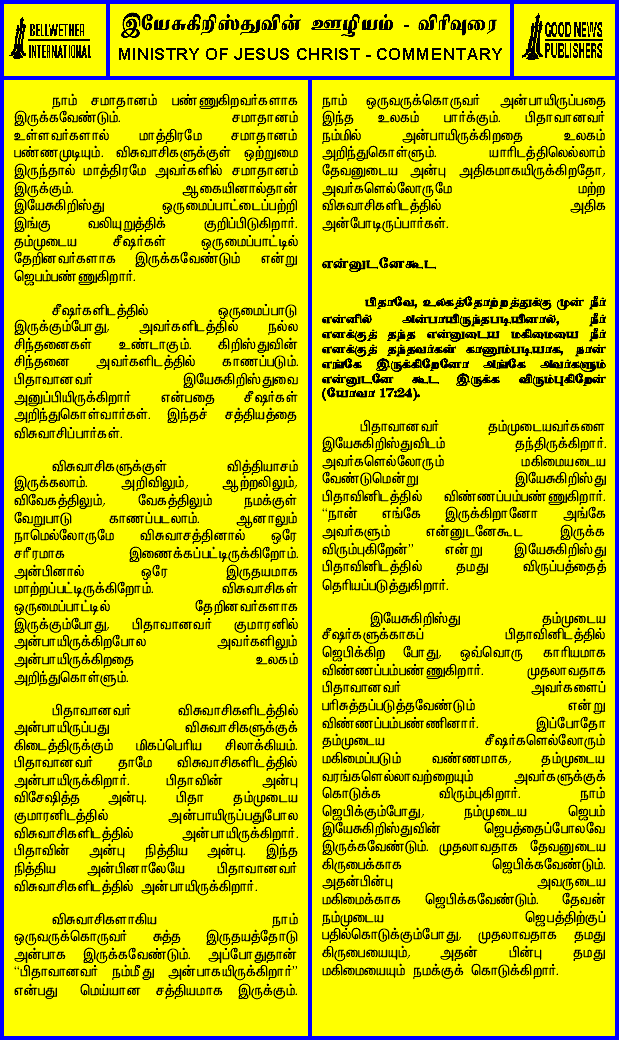 BELLWETHER
INTERNATIONAL
இயேசுகிறிஸ்துவின் ஊழியம் - விரிவுரை
MINISTRY OF JESUS CHRIST - COMMENTARY
GOOD NEWS
PUBLISHERS
நாம் சமாதானம் பண்ணுகிறவர்களாக
இருக்கவேண்டும். சமாதானம்
உள்ளவர்களால் மாத்திரமே சமாதானம்
பண்ணமுடியும். விசுவாசிகளுக்குள் ஒற்றுமை
இருந்தால் மாத்திரமே அவர்களில் சமாதானம்
இருக்கும். ஆகையினால்தான்
இயேசுகிறிஸ்து ஒருமைப்பாட்டைப்பற்றி
இங்கு வலியுறுத்திக் குறிப்பிடுகிறார்.
தம்முடைய சீஷர்கள் ஒருமைப்பாட்டில்
தேறினவர்களாக இருக்கவேண்டும் என்று
ஜெபம்பண்ணுகிறார்.
சீஷர்களிடத்தில் ஒருமைப்பாடு
இருக்கும்போது, அவர்களிடத்தில் நல்ல
சிந்தனைகள் உண்டாகும். கிறிஸ்துவின்
சிந்தனை அவர்களிடத்தில் காணப்படும்.
பிதாவானவர் இயேசுகிறிஸ்துவை
அனுப்பியிருக்கிறார் என்பதை சீஷர்கள்
அறிந்துகொள்வார்கள். இந்தச் சத்தியத்தை
விசுவாசிப்பார்கள்.
விசுவாசிகளுக்குள் வித்தியாசம்
இருக்கலாம். அறிவிலும், ஆற்றலிலும்,
விவேகத்திலும், வேகத்திலும் நமக்குள்
வேறுபாடு காணப்படலாம். ஆனாலும்
நாமெல்லோருமே விசுவாசத்தினால் ஒரே
சரீரமாக இணைக்கப்பட்டிருக்கிறோம்.
அன்பினால் ஒரே இருதயமாக
மாற்றப்பட்டிருக்கிறோம். விசுவாசிகள்
ஒருமைப்பாட்டில் தேறினவர்களாக
இருக்கும்போது, பிதாவானவர் குமாரனில்
அன்பாயிருக்கிறபோல அவர்களிலும்
அன்பாயிருக்கிறதை உலகம்
அறிந்துகொள்ளும்.
பிதாவானவர் விசுவாசிகளிடத்தில்
அன்பாயிருப்பது விசுவாசிகளுக்குக்
கிடைத்திருக்கும் மிகப்பெரிய சிலாக்கியம்.
பிதாவானவர் தாமே விசுவாசிகளிடத்தில்
அன்பாயிருக்கிறார். பிதாவின் அன்பு
விசேஷித்த அன்பு. பிதா தம்முடைய
குமாரனிடத்தில் அன்பாயிருப்பதுபோல
விசுவாசிகளிடத்தில் அன்பாயிருக்கிறார்.
பிதாவின் அன்பு நித்திய அன்பு. இந்த
நித்திய அன்பினாலேயே பிதாவானவர்
விசுவாசிகளிடத்தில் அன்பாயிருக்கிறார்.
விசுவாசிகளாகிய நாம்
ஒருவருக்கொருவர் சுத்த இருதயத்தோடு
அன்பாக இருக்கவேண்டும். அப்போதுதான்
“பிதாவானவர் நம்மீது அன்பாகயிருக்கிறார்”
என்பது மெய்யான சத்தியமாக இருக்கும்.
நாம் ஒருவருக்கொருவர் அன்பாயிருப்பதை
இந்த உலகம் பார்க்கும். பிதாவானவர்
நம்மில் அன்பாயிருக்கிறதை உலகம்
அறிந்துகொள்ளும். யாரிடத்திலெல்லாம்
தேவனுடைய அன்பு அதிகமாகயிருக்கிறதோ,
அவர்களெல்லோருமே மற்ற
விசுவாசிகளிடத்தில் அதிக
அன்போடிருப்பார்கள்.
என்னுடனேகூட
பிதாவே, உலகத்தோற்றத்துக்கு முன் நீர்
என்னில் அன்பாயிருந்தபடியினால், நீர்
எனக்குத் தந்த என்னுடைய மகிமையை நீர்
எனக்குத் தந்தவர்கள் காணும்படியாக, நான்
எங்கே இருக்கிறேனோ அங்கே அவர்களும்
என்னுடனே கூட இருக்க விரும்புகிறேன்
(யோவா 17:24).
பிதாவானவர் தம்முடையவர்களை
இயேசுகிறிஸ்துவிடம் தந்திருக்கிறார்.
அவர்களெல்லோரும் மகிமையடைய
வேண்டுமென்று இயேசுகிறிஸ்து
பிதாவினிடத்தில் விண்ணப்பம்பண்ணுகிறார்.
“நான் எங்கே இருக்கிறானோ அங்கே
அவர்களும் என்னுடனேகூட இருக்க
விரும்புகிறேன்” என்று இயேசுகிறிஸ்து
பிதாவினிடத்தில் தமது விருப்பத்தைத்
தெரியப்படுத்துகிறார்.
இயேசுகிறிஸ்து தம்முடைய
சீஷர்களுக்காகப் பிதாவினிடத்தில்
ஜெபிக்கிற போது, ஒவ்வொரு காரியமாக
விண்ணப்பம்பண்ணுகிறார். முதலாவதாக
பிதாவானவர் அவர்களைப்
பரிசுத்தப்படுத்தவேண்டும் என்று
விண்ணப்பம்பண்ணினார். இப்போதோ
தம்முடைய சீஷர்களெல்லோரும்
மகிமைப்படும் வண்ணமாக, தம்முடைய
வரங்களெல்லாவற்றையும் அவர்களுக்குக்
கொடுக்க விரும்புகிறார். நாம்
ஜெபிக்கும்போது, நம்முடைய ஜெபம்
இயேசுகிறிஸ்துவின் ஜெபத்தைப்போலவே
இருக்கவேண்டும். முதலாவதாக தேவனுடைய
கிருபைக்காக ஜெபிக்கவேண்டும்.
அதன்பின்பு அவருடைய
மகிமைக்காக ஜெபிக்கவேண்டும். தேவன்
நம்முடைய ஜெபத்திற்குப்
பதில்கொடுக்கும்போது, முதலாவதாக தமது
கிருபையையும், அதன் பின்பு தமது
மகிமையையும் நமக்குக் கொடுக்கிறார்.